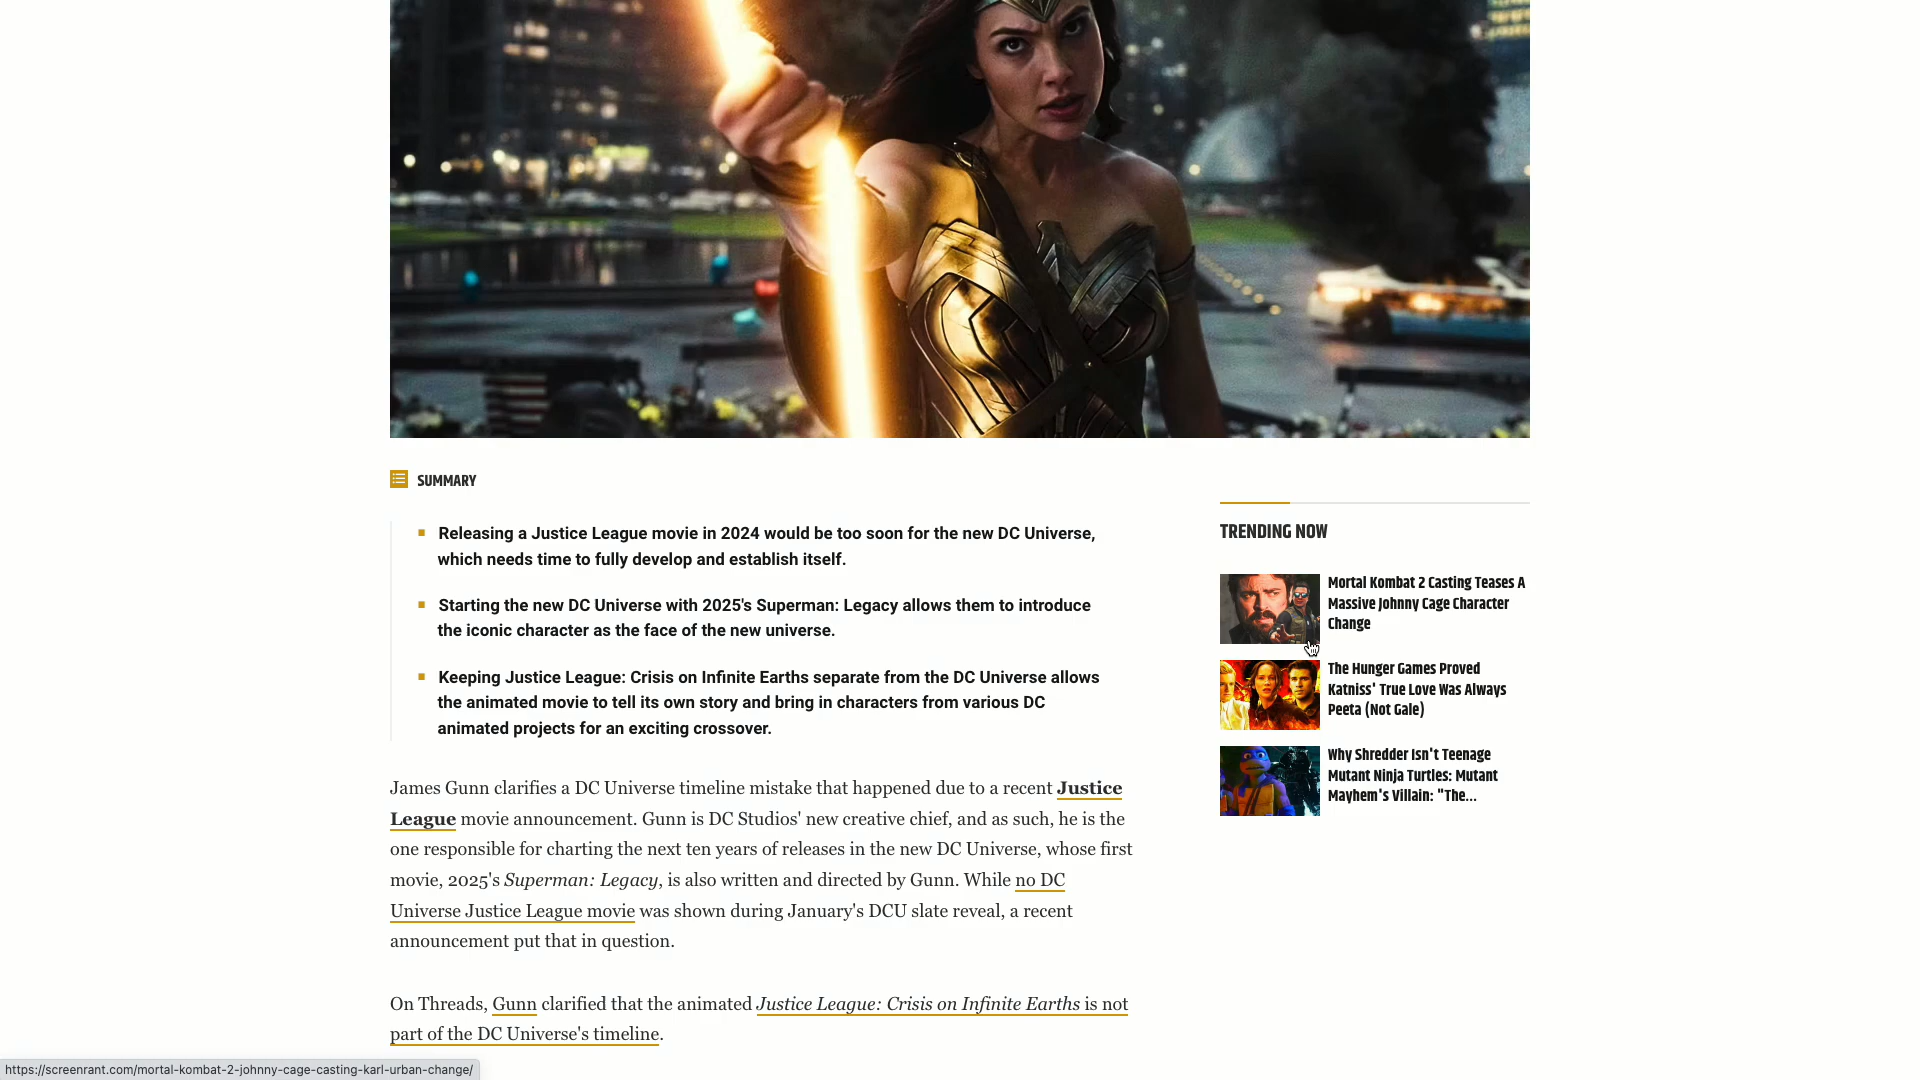 SUMMARY
Releasing a Justice League movie in 2024 would be too soon for the new DC Universe,
which needs time to fully develop and establish itself.
Starting the new DC Universe with 2025's Superman: Legacy allows them to introduce
the iconic character as the face of the new universe.
Keeping Justice League: Crisis on Infinite Earths separate from the DC Universe allows
the animated movie to tell its own story and bring in characters from various DC
animated projects for an exciting crossover.
James Gunn clarifies a DC Universe timeline mistake that happened due to a recent Justice
League movie announcement. Gunn is DC Studios' new creative chief, and as such, he is the
one responsible for charting the next ten years of releases in the new DC Universe, whose first
movie, 2025's Superman: Legacy, is also written and directed by Gunn. While no DC
Universe Justice League movie was shown during January's DCU slate reveal, a recent
announcement put that in question.
On Threads, Gunn clarified that the animated Justice League: Crisis on Infinite Earths is not
part of the DC Universe's timeline.
TRENDING NOW
Mortal Kombat 2 Casting Teases A
Massive Johnny Cage Character
Change
The Hunger Games Proved
Katniss' True Love Was Always
Peeta (Not Gale)
Why Shredder Isn't Teenage
Mutant Ninja Turtles: Mutant
Mayhem's Villain: "The...
https://screenrant.com/mortal-kombat-2-johnny-cage-casting-karl-urban-change/